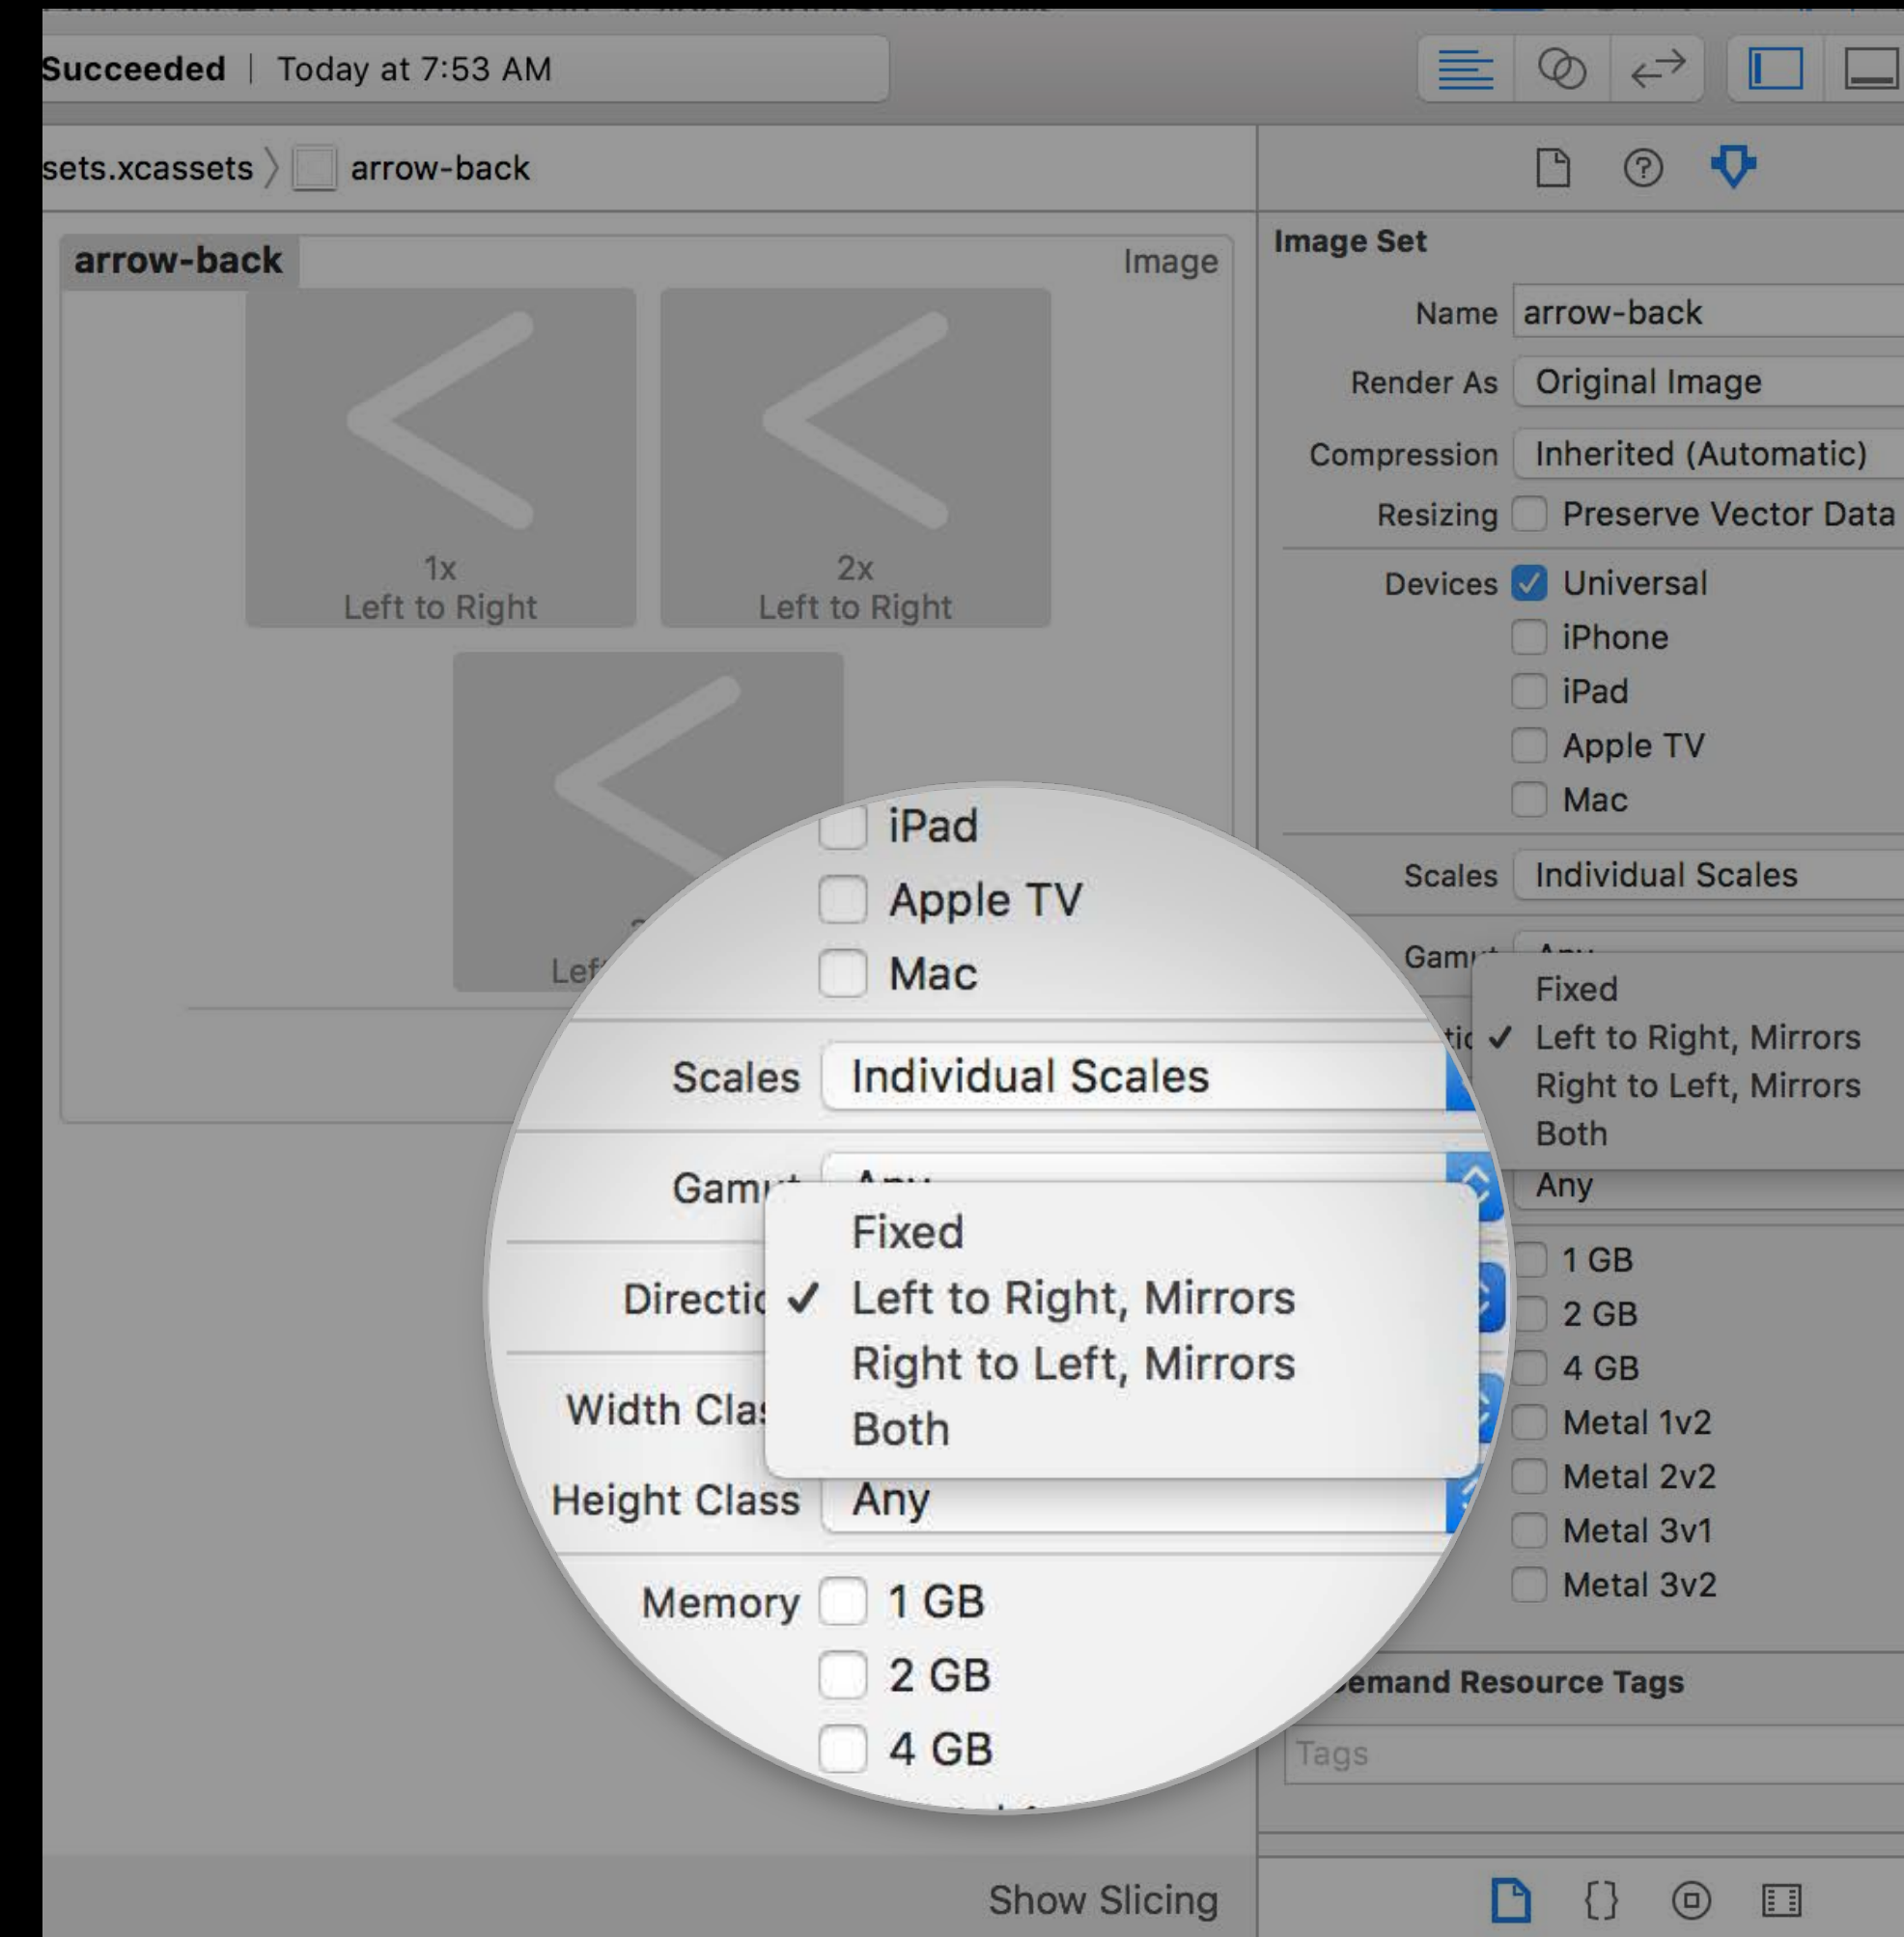 Succeeded | Today at 7:53 AM
sets.xcassets 〉 arrow-back
arrow-back
Image
1x
Left to Right
2x
Left to Right
Image Set
Name arrow-back
Render As Original Image
Compression Inherited (Automatic)
Resizing Preserve Vector Data
Devices Universal
iPhone
iPad
Apple TV
Mac
Scales Individual Scales
Fixed
Left to Right, Mirrors
Right to Left, Mirrors
Both
Any
1 GB
2 GB
4 GB
Metal 1v2
Metal 2v2
Metal 3v1
Metal 3v2
Resource Tags
Tags
iPad
Apple TV
Mac
Scales Individual Scales
Fixed
Left to Right, Mirrors
Right to Left, Mirrors
Both
Width
Height Class Any
Memory 1 GB
2 GB
4 GB
Show Slicing